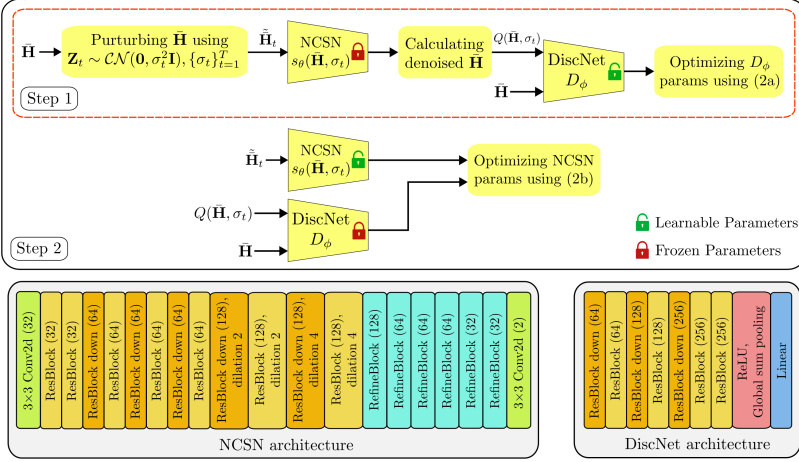 H̄
Purturbing H̄ using
Z_t ∼ 𝒞𝒩(0, σ_t²I), {σ_t}_{t=1}^T
H̄̃_t
NCSN
s_θ(H̄, σ_t)
Calculating
denoised H̄
Q(H̄, σ_t)
H̄
DiscNet
D_ϕ
Optimizing D_ϕ
params using (2a)
Step 1
H̄̃_t
NCSN
s_θ(H̄, σ_t)
Optimizing NCSN
params using (2b)
Q(H̄, σ_t)
H̄
DiscNet
D_ϕ
Learnable Parameters
Frozen Parameters
Step 2
3×3 Conv2d (32)
ResBlock (32)
ResBlock (32)
ResBlock down (64)
ResBlock (64)
ResBlock down (64)
ResBlock (64)
ResBlock down (64)
ResBlock (64)
ResBlock down (128),
dilation 2
ResBlock (128),
dilation 2
ResBlock down (128),
dilation 4
ResBlock (128),
dilation 4
RefineBlock (128)
RefineBlock (64)
RefineBlock (64)
RefineBlock (64)
RefineBlock (32)
RefineBlock (32)
3×3 Conv2d (2)
NCSN architecture
ResBlock down (64)
ResBlock (64)
ResBlock down (128)
ResBlock (128)
ResBlock down (256)
ResBlock (256)
ResBlock (256)
ReLU,
Global sum pooling
Linear
DiscNet architecture